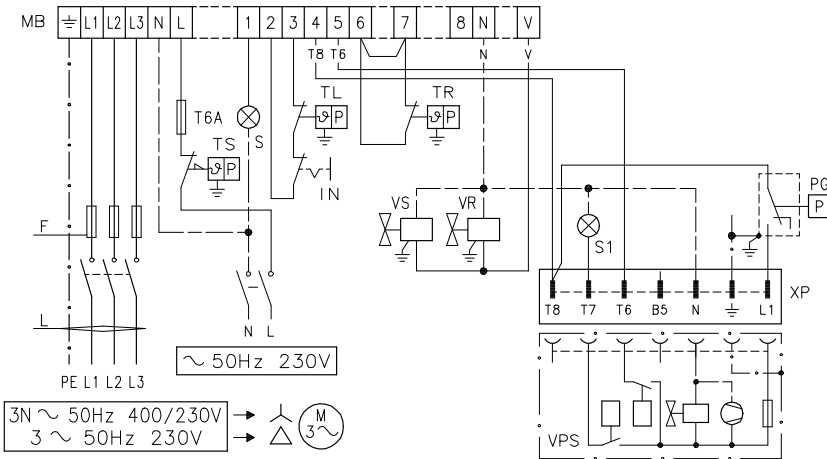 MB ⏚ L1 L2 L3 N L 1 2 3 4 5 6 7 8 N V
T8 T6 N V
TL TR
T6A S
ϑ P
ϑ P
TS
ϑ P
IN
PG
P
VS VR
F
S1
XP
T8 T7 T6 B5 N ⏚ L1
L
N L
~ 50Hz 230V
PE L1 L2 L3
3N ~ 50Hz 400/230V
3 ~ 50Hz 230V
M
3~
VPS